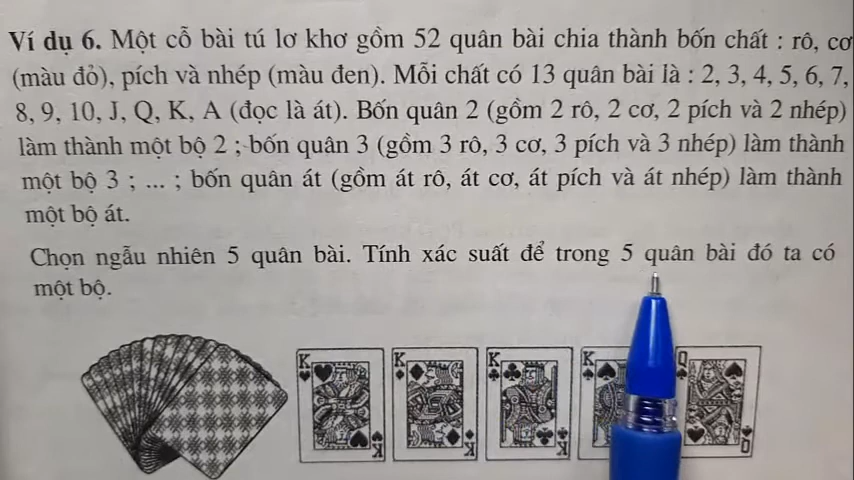 Ví dụ 6. Một cỗ bài tú lơ khơ gồm 52 quân bài chia thành bốn chất : rô, cơ
(màu đỏ), pích và nhép (màu đen). Mỗi chất có 13 quân bài là : 2, 3, 4, 5, 6, 7,
8, 9, 10, J, Q, K, A (đọc là át). Bốn quân 2 (gồm 2 rô, 2 cơ, 2 pích và 2 nhép)
làm thành một bộ 2 ; bốn quân 3 (gồm 3 rô, 3 cơ, 3 pích và 3 nhép) làm thành
một bộ 3 ; ... ; bốn quân át (gồm át rô, át cơ, át pích và át nhép) làm thành
một bộ át.
Chọn ngẫu nhiên 5 quân bài. Tính xác suất để trong 5 quân bài đó ta có
một bộ.
K K K K Q
K K K Q